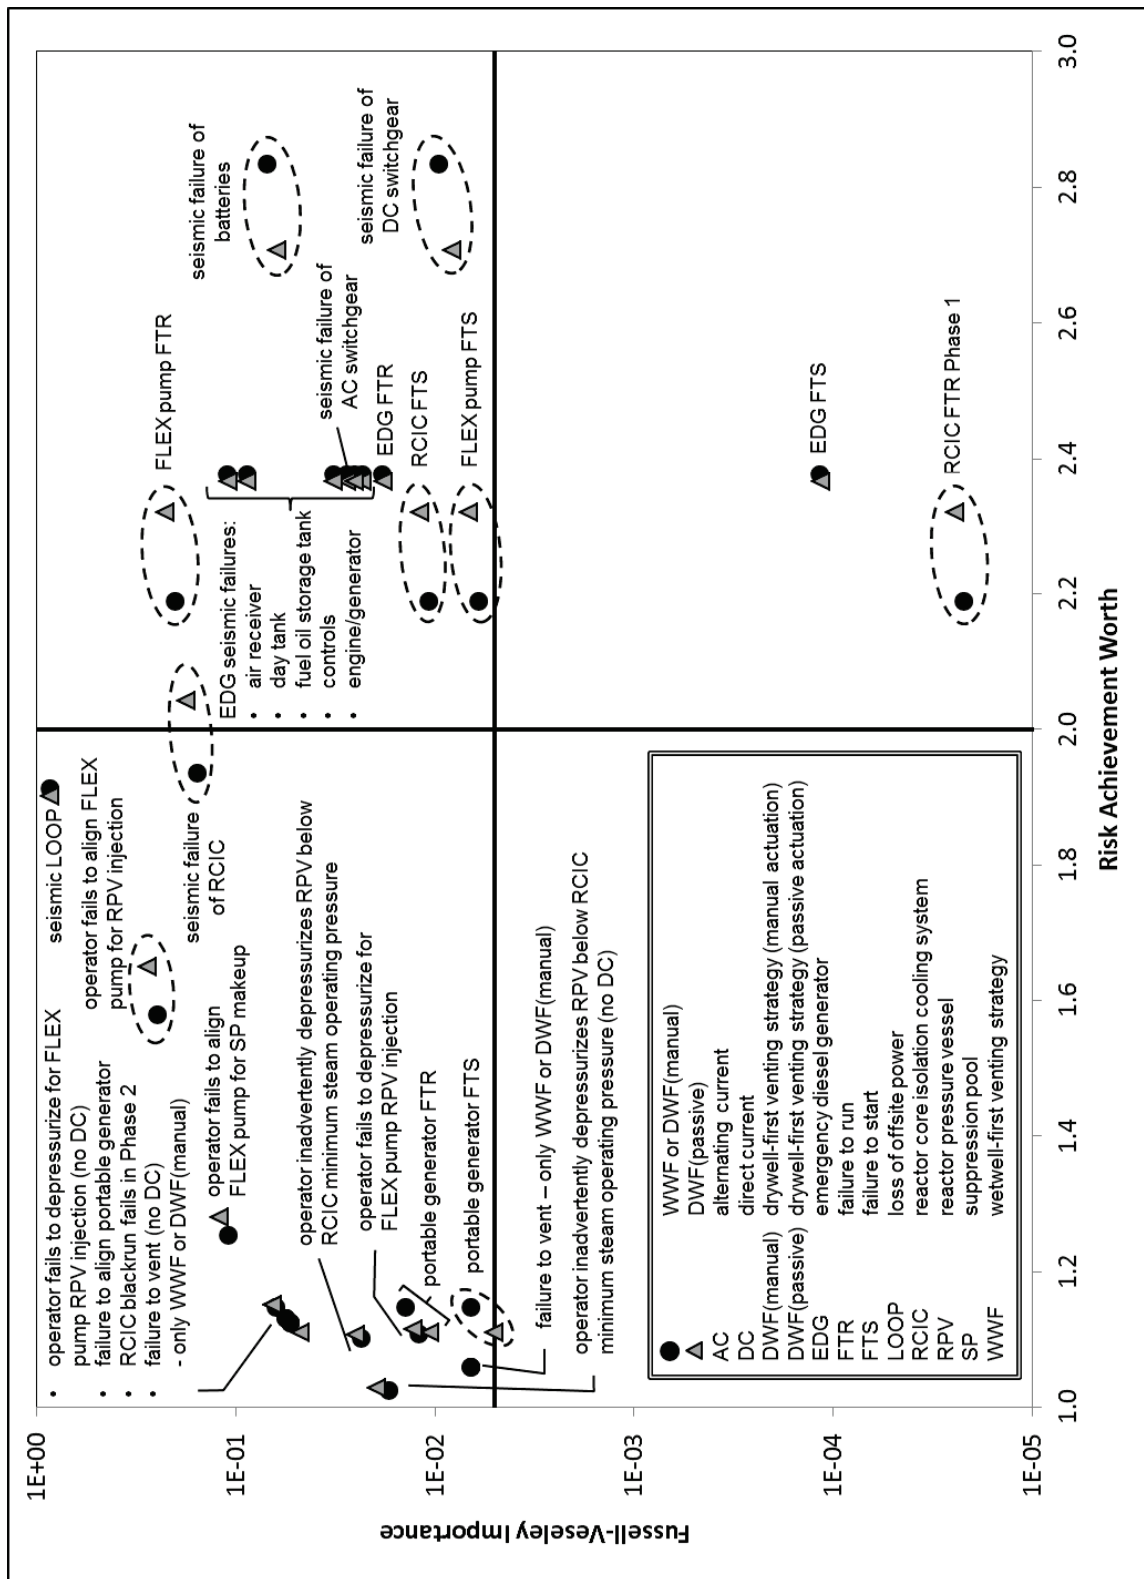 1E+00
1E-01
1E-02
1E-03
1E-04
1E-05
Fussell-Veseley Importance
1.0
1.2
1.4
1.6
1.8
2.0
2.2
2.4
2.6
2.8
3.0
Risk Achievement Worth
• operator fails to depressurize for FLEX
pump RPV injection (no DC)
• failure to align portable generator
• RCIC blackrun fails in Phase 2
• failure to vent (no DC)
- only WWF or DWF(manual)
seismic LOOP
operator fails to align FLEX
pump for RPV injection
seismic failure
of RCIC
operator fails to align
FLEX pump for SP makeup
operator inadvertently depressurizes RPV below
RCIC minimum steam operating pressure
operator fails to depressurize for
FLEX pump RPV injection
portable generator FTR
portable generator FTS
failure to vent – only WWF or DWF(manual)
operator inadvertently depressurizes RPV below RCIC
minimum steam operating pressure (no DC)
FLEX pump FTR
EDG seismic failures:
• air receiver
• day tank
• fuel oil storage tank
• controls
• engine/generator
seismic failure of
batteries
seismic failure of
AC switchgear
EDG FTR
RCIC FTS
FLEX pump FTS
seismic failure of
DC switchgear
EDG FTS
RCIC FTR Phase 1
WWF or DWF(manual)
DWF(passive)
AC alternating current
DC direct current
DWF(manual) drywell-first venting strategy (manual actuation)
DWF(passive) drywell-first venting strategy (passive actuation)
EDG emergency diesel generator
FTR failure to run
FTS failure to start
LOOP loss of offsite power
RCIC reactor core isolation cooling system
RPV reactor pressure vessel
SP suppression pool
WWF wetwell-first venting strategy